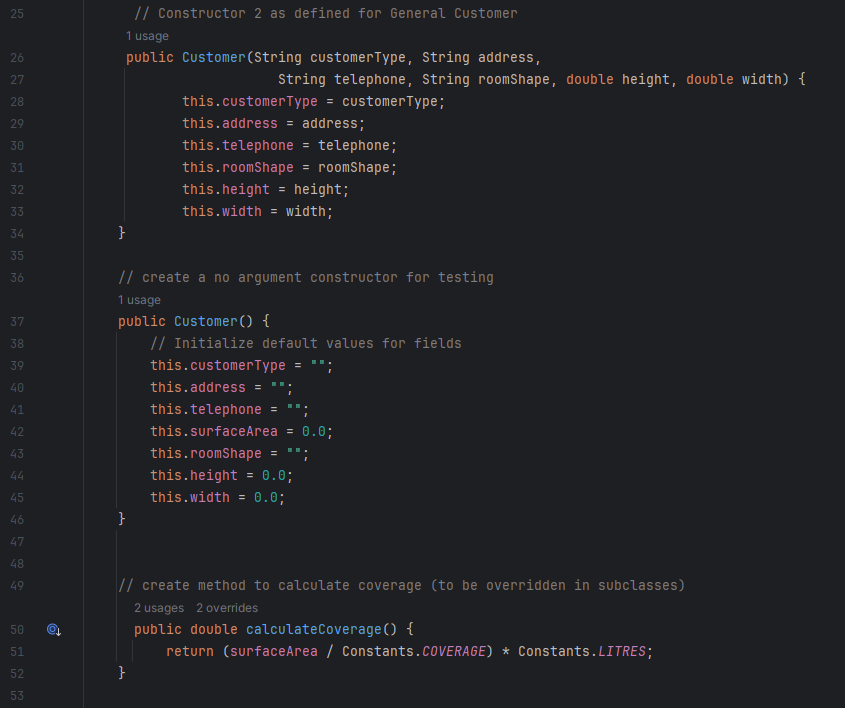 25 // Constructor 2 as defined for General Customer
1 usage
26 public Customer(String customerType, String address,
27 String telephone, String roomShape, double height, double width) {
28 this.customerType = customerType;
29 this.address = address;
30 this.telephone = telephone;
31 this.roomShape = roomShape;
32 this.height = height;
33 this.width = width;
34 }
35
36 // create a no argument constructor for testing
1 usage
37 public Customer() {
38 // Initialize default values for fields
39 this.customerType = "";
40 this.address = "";
41 this.telephone = "";
42 this.surfaceArea = 0.0;
43 this.roomShape = "";
44 this.height = 0.0;
45 this.width = 0.0;
46 }
47
48
49 // create method to calculate coverage (to be overridden in subclasses)
2 usages 2 overrides
50 public double calculateCoverage() {
51 return (surfaceArea / Constants.COVERAGE) * Constants.LITRES;
52 }
53